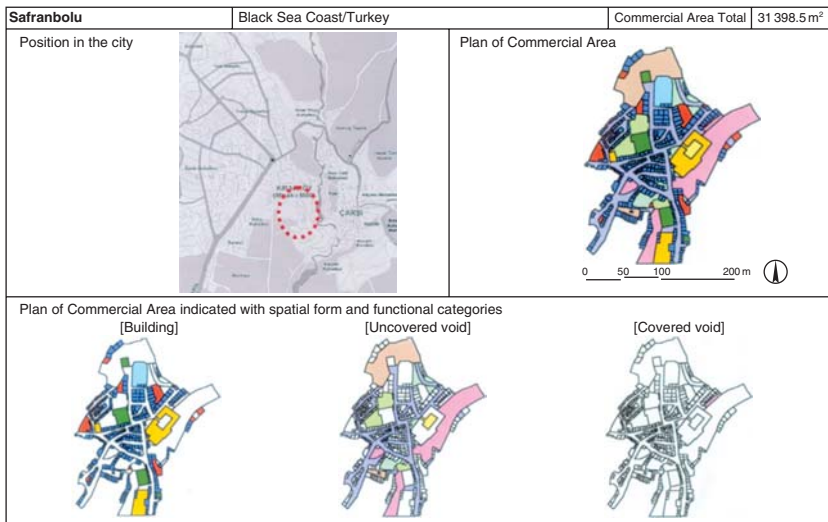 Safranbolu
Black Sea Coast/Turkey
Commercial Area Total
31 398.5 m²
Position in the city
Plan of Commercial Area
ÇARŞI
0 50 100 200 m
Plan of Commercial Area indicated with spatial form and functional categories
[Building]
[Uncovered void]
[Covered void]